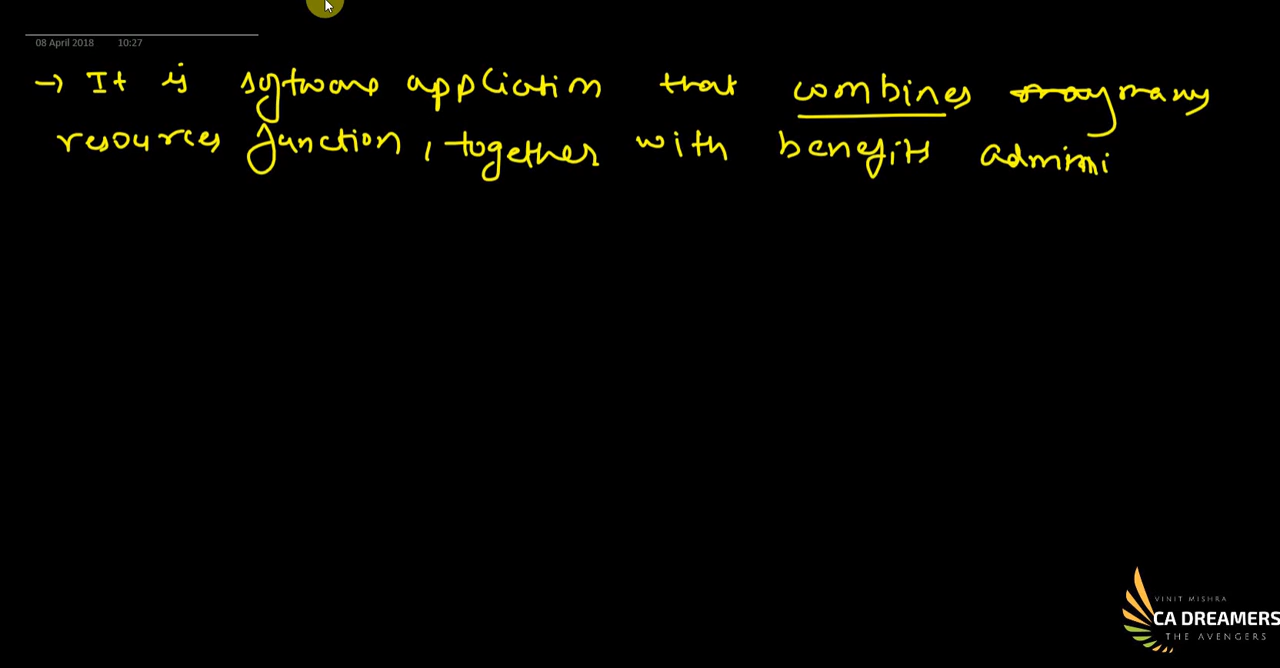 08 April 2018 10:27
→ It is software application that combines many
resources function, together with benefits admini
VINIT MISHRA
CA DREAMERS
THE AVENGERS